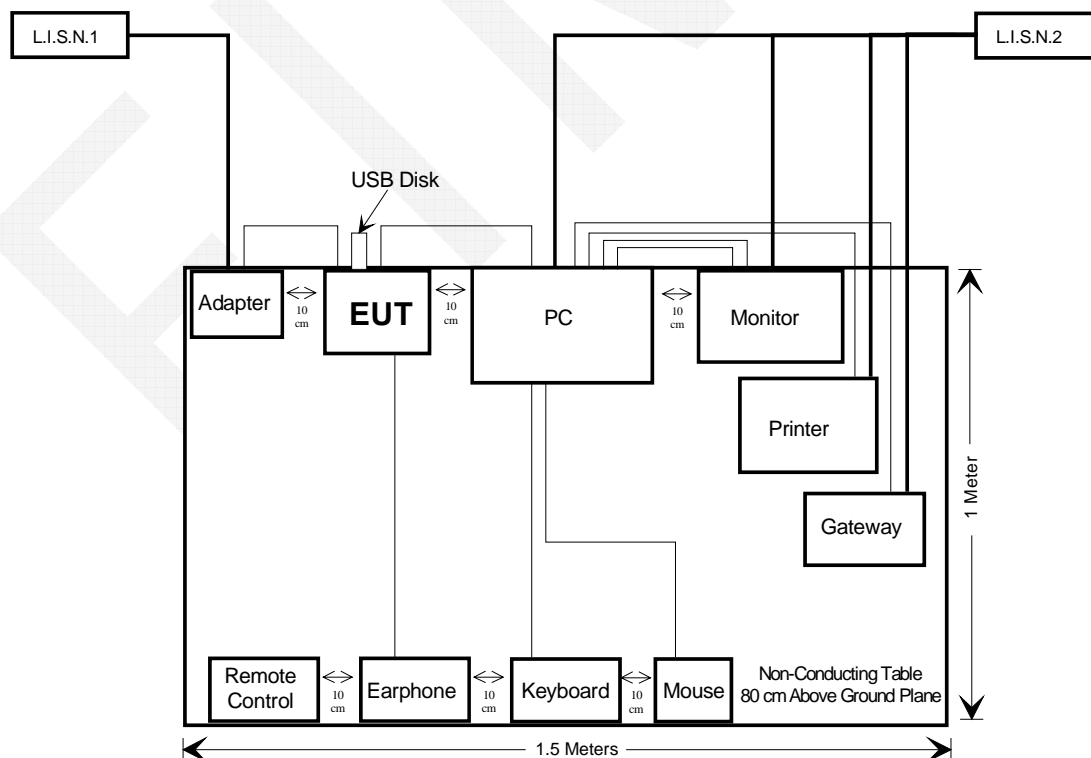 L.I.S.N.1
L.I.S.N.2
USB Disk
Adapter
10
cm
EUT
10
cm
PC
10
cm
Monitor
Printer
Gateway
1 Meter
Remote
Control
10
cm
Earphone
10
cm
Keyboard
10
cm
Mouse
Non-Conducting Table
80 cm Above Ground Plane
1.5 Meters